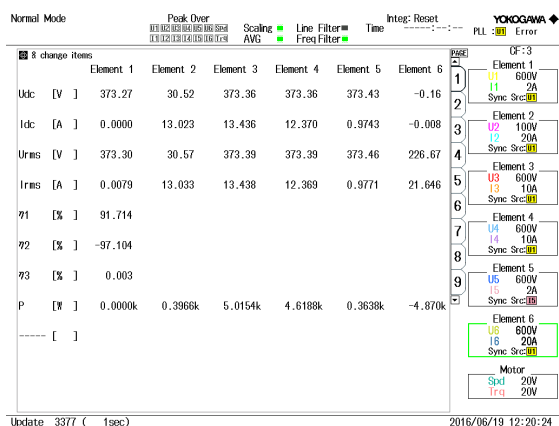 Normal Mode
Peak Over
U1 U2 U3 U4 U5 U6 Spd
I1 I2 I3 I4 I5 I6 Trq
Scaling
AVG
Line Filter
Freq Filter
Integ: Reset
Time -----:--:--
YOKOGAWA
PLL :U1 Error
8 change items
Element 1 Element 2 Element 3 Element 4 Element 5 Element 6
Udc [V ] 373.27 30.52 373.36 373.36 373.43 -0.16
Idc [A ] 0.0000 13.023 13.436 12.370 0.9743 -0.008
Urms [V ] 373.30 30.57 373.39 373.39 373.46 226.67
Irms [A ] 0.0079 13.033 13.438 12.369 0.9771 21.646
η1 [% ] 91.714
η2 [% ] -97.104
η3 [% ] 0.003
P [W ] 0.0000k 0.3966k 5.0154k 4.6188k 0.3638k -4.870k
----- [ ]
PAGE
1
2
3
4
5
6
7
8
9
CF:3
Element 1
U1 600V
I1 2A
Sync Src:U1
Element 2
U2 100V
I2 20A
Sync Src:U1
Element 3
U3 600V
I3 10A
Sync Src:U1
Element 4
U4 600V
I4 10A
Sync Src:U1
Element 5
U5 600V
I5 2A
Sync Src:I5
Element 6
U6 600V
I6 20A
Sync Src:U1
Motor
Spd 20V
Trq 20V
Update 3377 ( 1sec)
2016/06/19 12:20:24